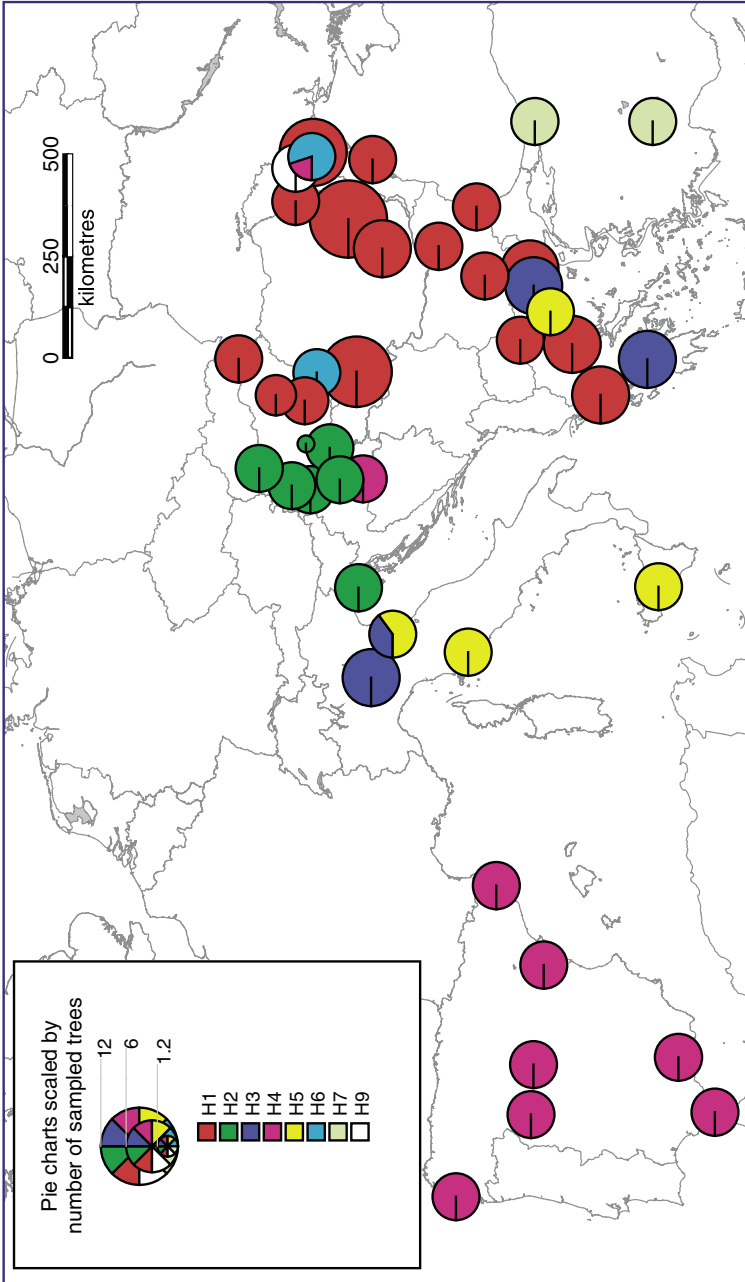 Pie charts scaled by
number of sampled trees
12
6
1.2
H1
H2
H3
H4
H5
H6
H7
H9
0 250 500
kilometres